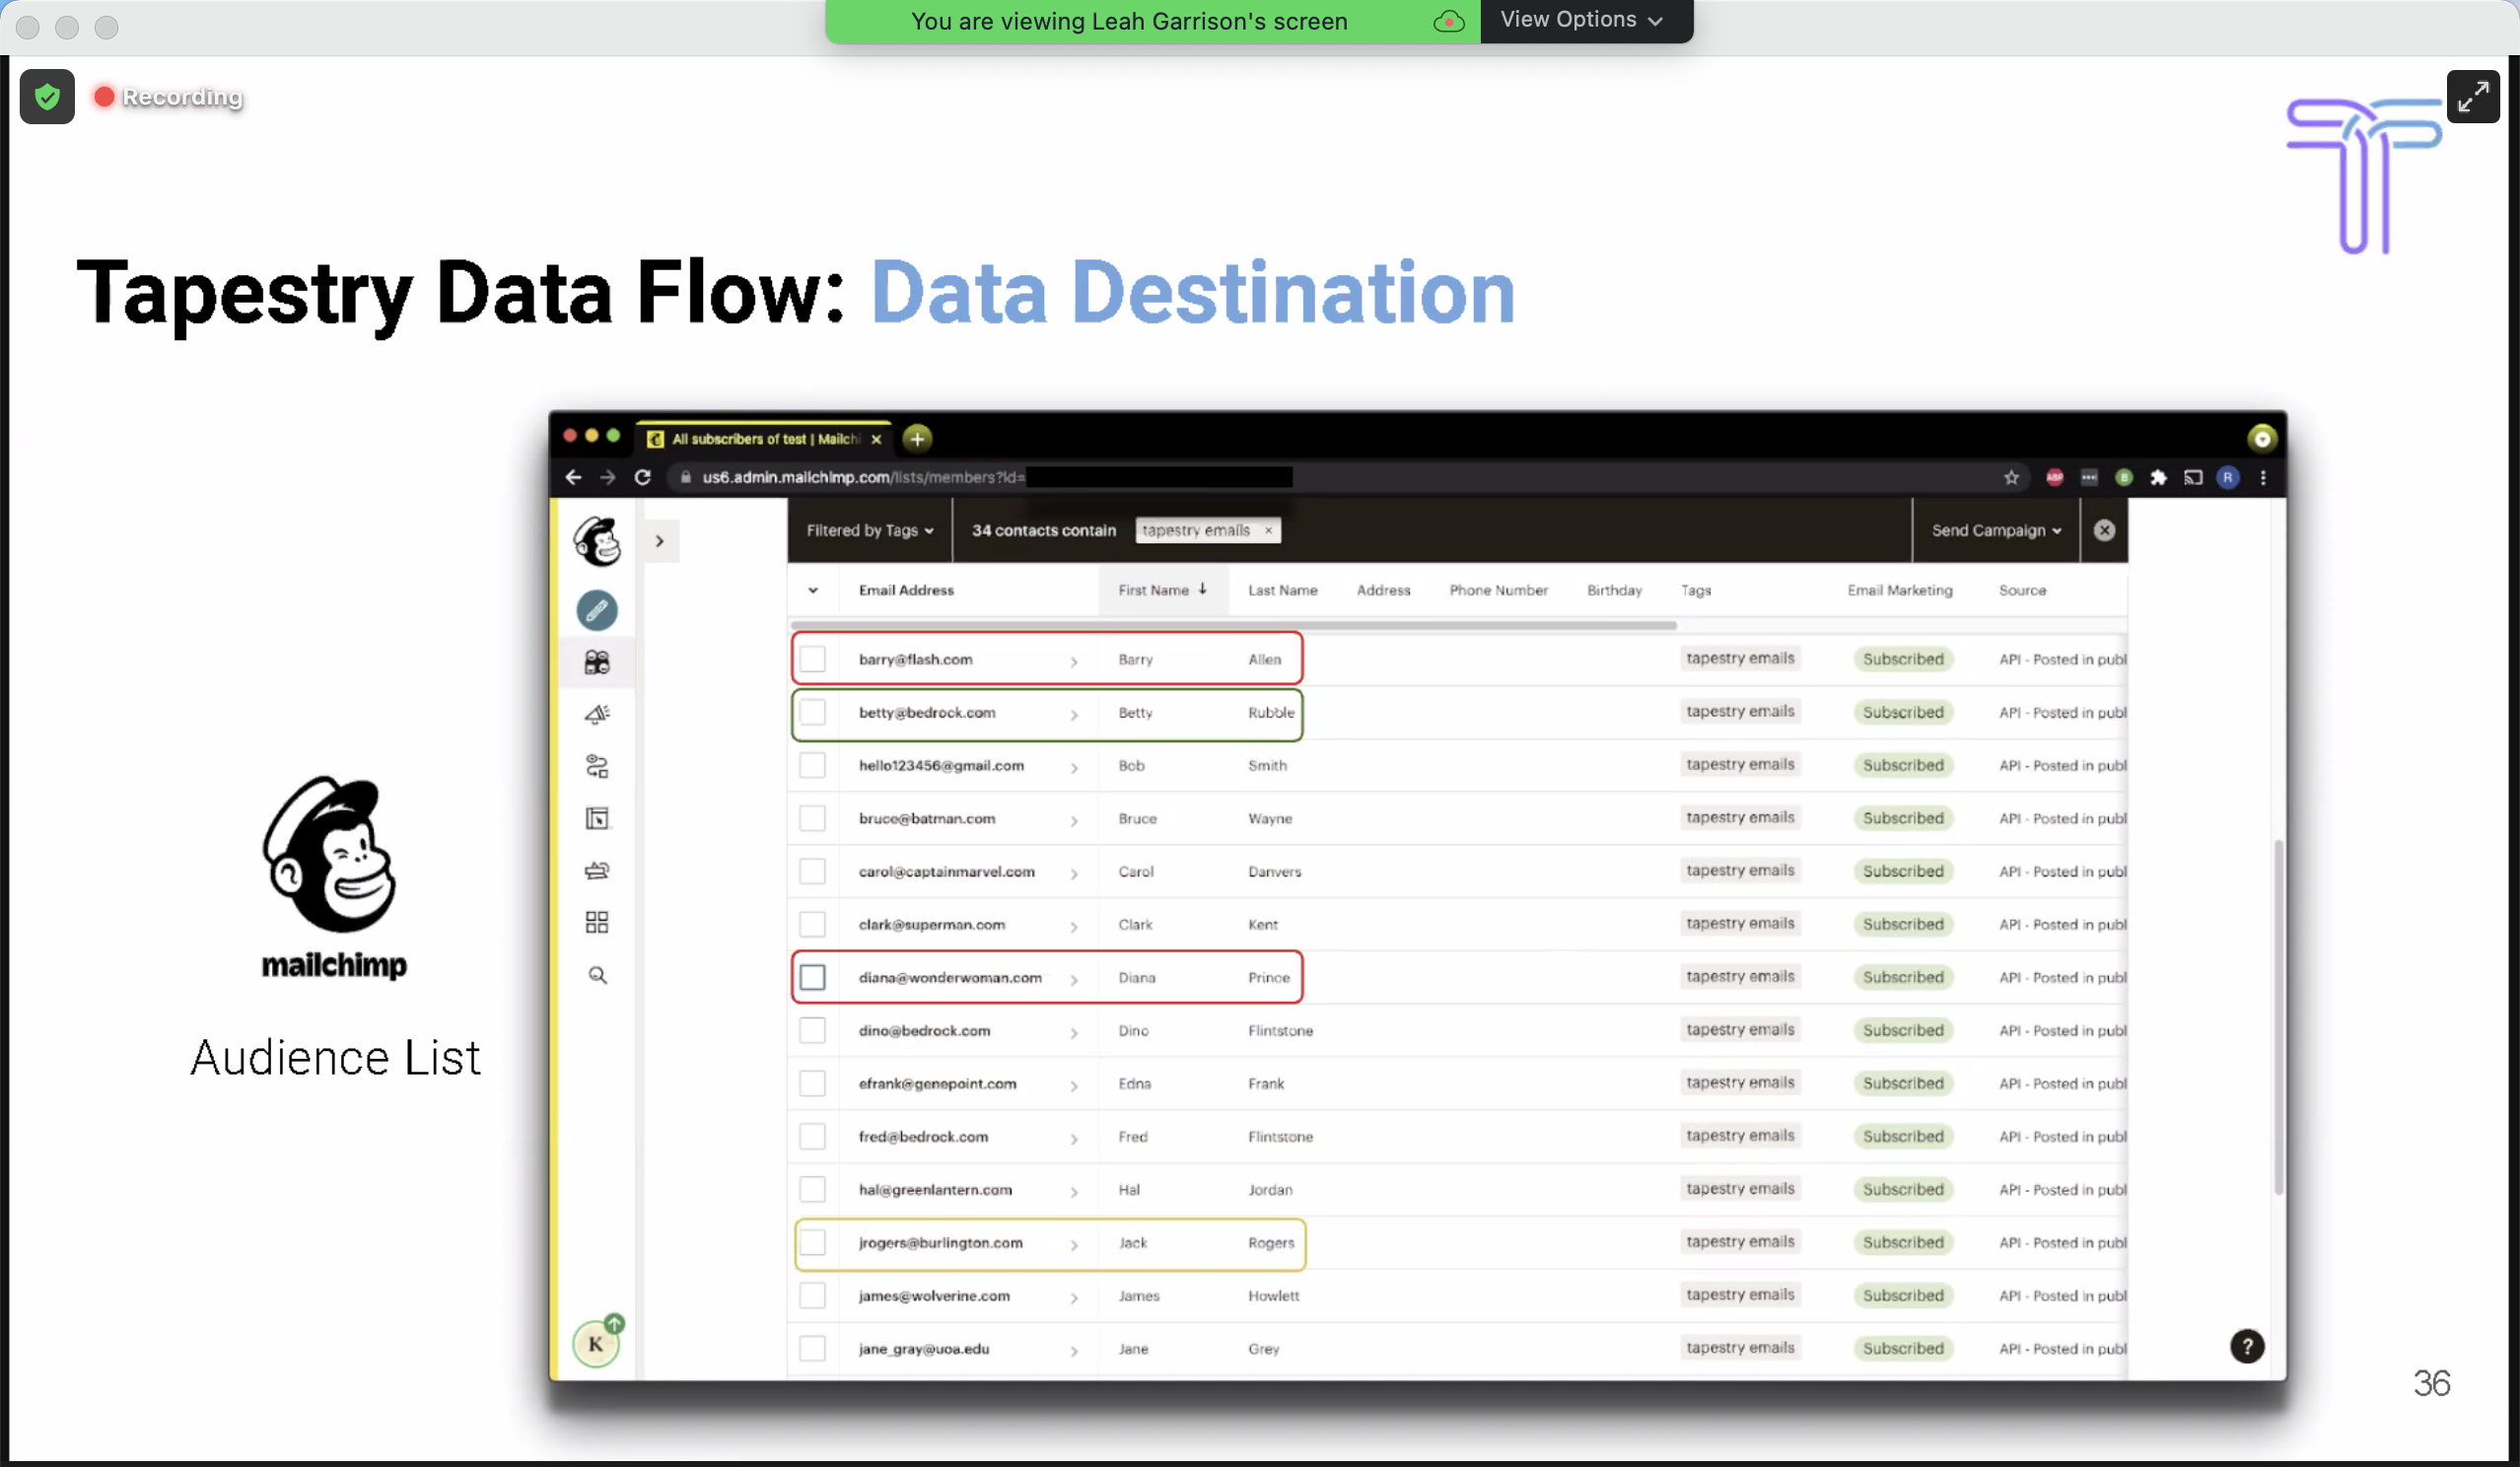 You are viewing Leah Garrison's screen
View Options
Recording
Tapestry Data Flow: Data Destination
All subscribers of test | Mailchi
us6.admin.mailchimp.com/lists/members?id=
Filtered by Tags
34 contacts contain
tapestry emails ×
Send Campaign
Email Address First Name ↓ Last Name Address Phone Number Birthday Tags Email Marketing Source
barry@flash.com Barry Allen tapestry emails Subscribed API - Posted in publ
betty@bedrock.com Betty Rubble tapestry emails Subscribed API - Posted in publ
hello123456@gmail.com Bob Smith tapestry emails Subscribed API - Posted in publ
bruce@batman.com Bruce Wayne tapestry emails Subscribed API - Posted in publ
carol@captainmarvel.com Carol Danvers tapestry emails Subscribed API - Posted in publ
clark@superman.com Clark Kent tapestry emails Subscribed API - Posted in publ
diana@wonderwoman.com Diana Prince tapestry emails Subscribed API - Posted in publ
dino@bedrock.com Dino Flintstone tapestry emails Subscribed API - Posted in publ
efrank@genepoint.com Edna Frank tapestry emails Subscribed API - Posted in publ
fred@bedrock.com Fred Flintstone tapestry emails Subscribed API - Posted in publ
hal@greenlantern.com Hal Jordan tapestry emails Subscribed API - Posted in publ
jrogers@burlington.com Jack Rogers tapestry emails Subscribed API - Posted in publ
james@wolverine.com James Howlett tapestry emails Subscribed API - Posted in publ
jane_gray@uoa.edu Jane Grey tapestry emails Subscribed API - Posted in publ
ABP
B
R
K
?
mailchimp
Audience List
36